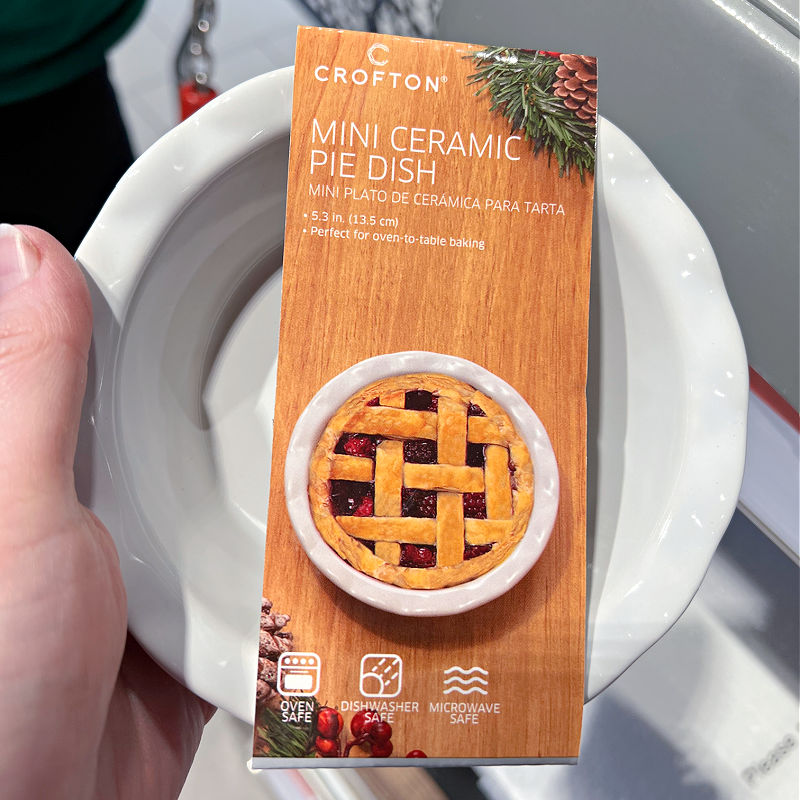 CROFTON®
MINI CERAMIC
PIE DISH
MINI PLATO DE CERÁMICA PARA TARTA
• 5.3 in. (13.5 cm)
• Perfect for oven-to-table baking
OVEN
SAFE
DISHWASHER
SAFE
MICROWAVE
SAFE
Please